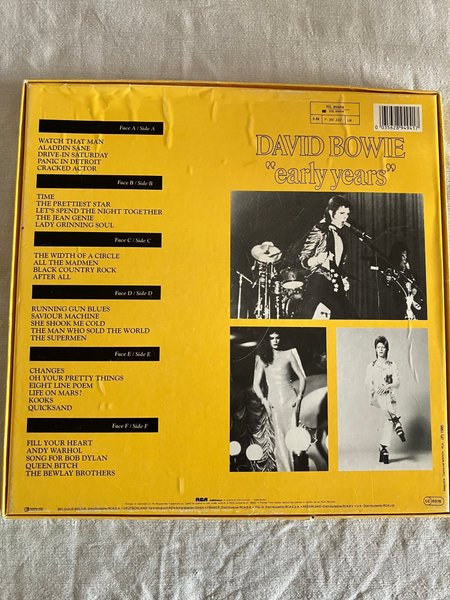 DAVID BOWIE
"early years"
Face A / Side A
WATCH THAT MAN
ALADDIN SANE
DRIVE-IN SATURDAY
PANIC IN DETROIT
CRACKED ACTOR
Face B / Side B
TIME
THE PRETTIEST STAR
LET'S SPEND THE NIGHT TOGETHER
THE JEAN GENIE
LADY GRINNING SOUL
Face C / Side C
THE WIDTH OF A CIRCLE
ALL THE MADMEN
BLACK COUNTRY ROCK
AFTER ALL
Face D / Side D
RUNNING GUN BLUES
SAVIOUR MACHINE
SHE SHOOK ME COLD
THE MAN WHO SOLD THE WORLD
THE SUPERMEN
Face E / Side E
CHANGES
OH YOUR PRETTY THINGS
EIGHT LINE POEM
LIFE ON MARS?
KOOKS
QUICKSAND
Face F / Side F
FILL YOUR HEART
ANDY WARHOL
SONG FOR BOB DYLAN
QUEEN BITCH
THE BEWLAY BROTHERS
RCA